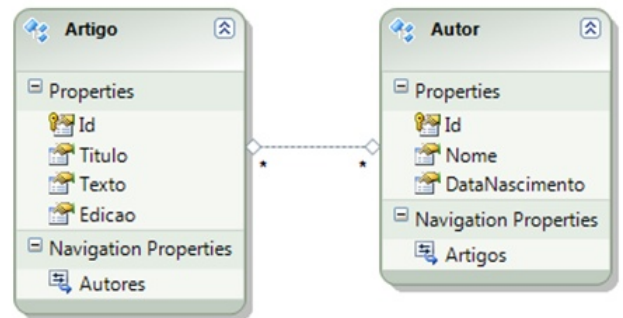 Artigo
Properties
Id
Titulo
Texto
Edicao
Navigation Properties
Autores
* *
Autor
Properties
Id
Nome
DataNascimento
Navigation Properties
Artigos